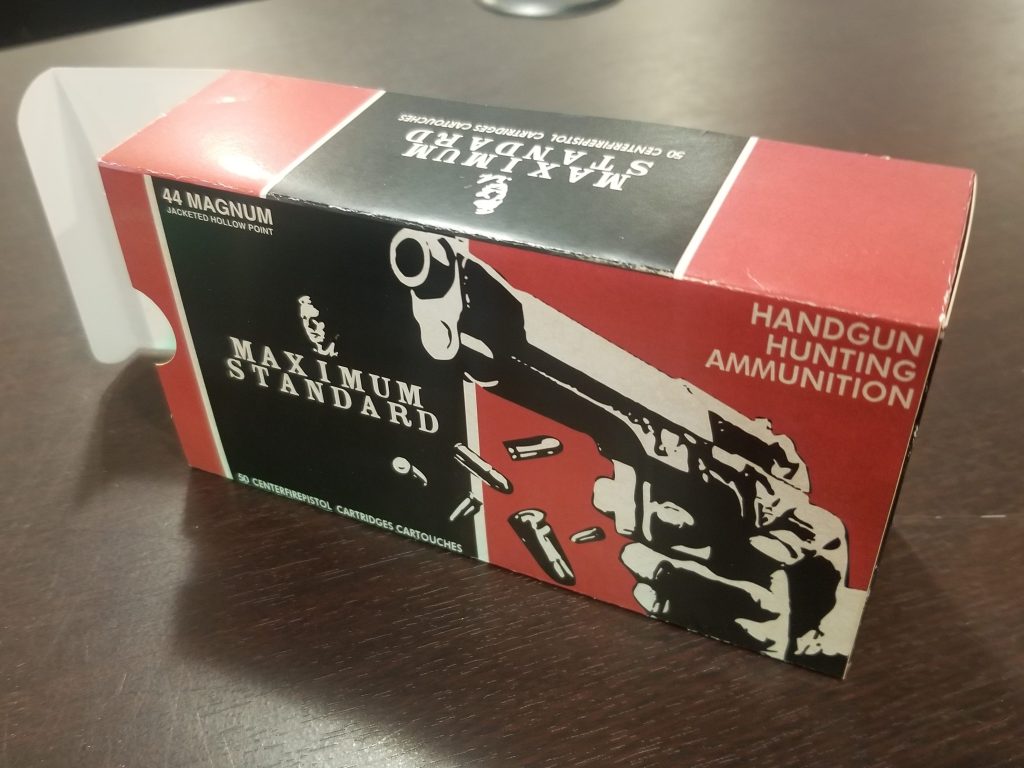 50 CENTERFIREPISTOL CARTRIDGES CARTOUCHES
MAXIMUM
STANDARD
44 MAGNUM
JACKETED HOLLOW POINT
MAXIMUM
STANDARD
50 CENTERFIREPISTOL CARTRIDGES CARTOUCHES
HANDGUN
HUNTING
AMMUNITION